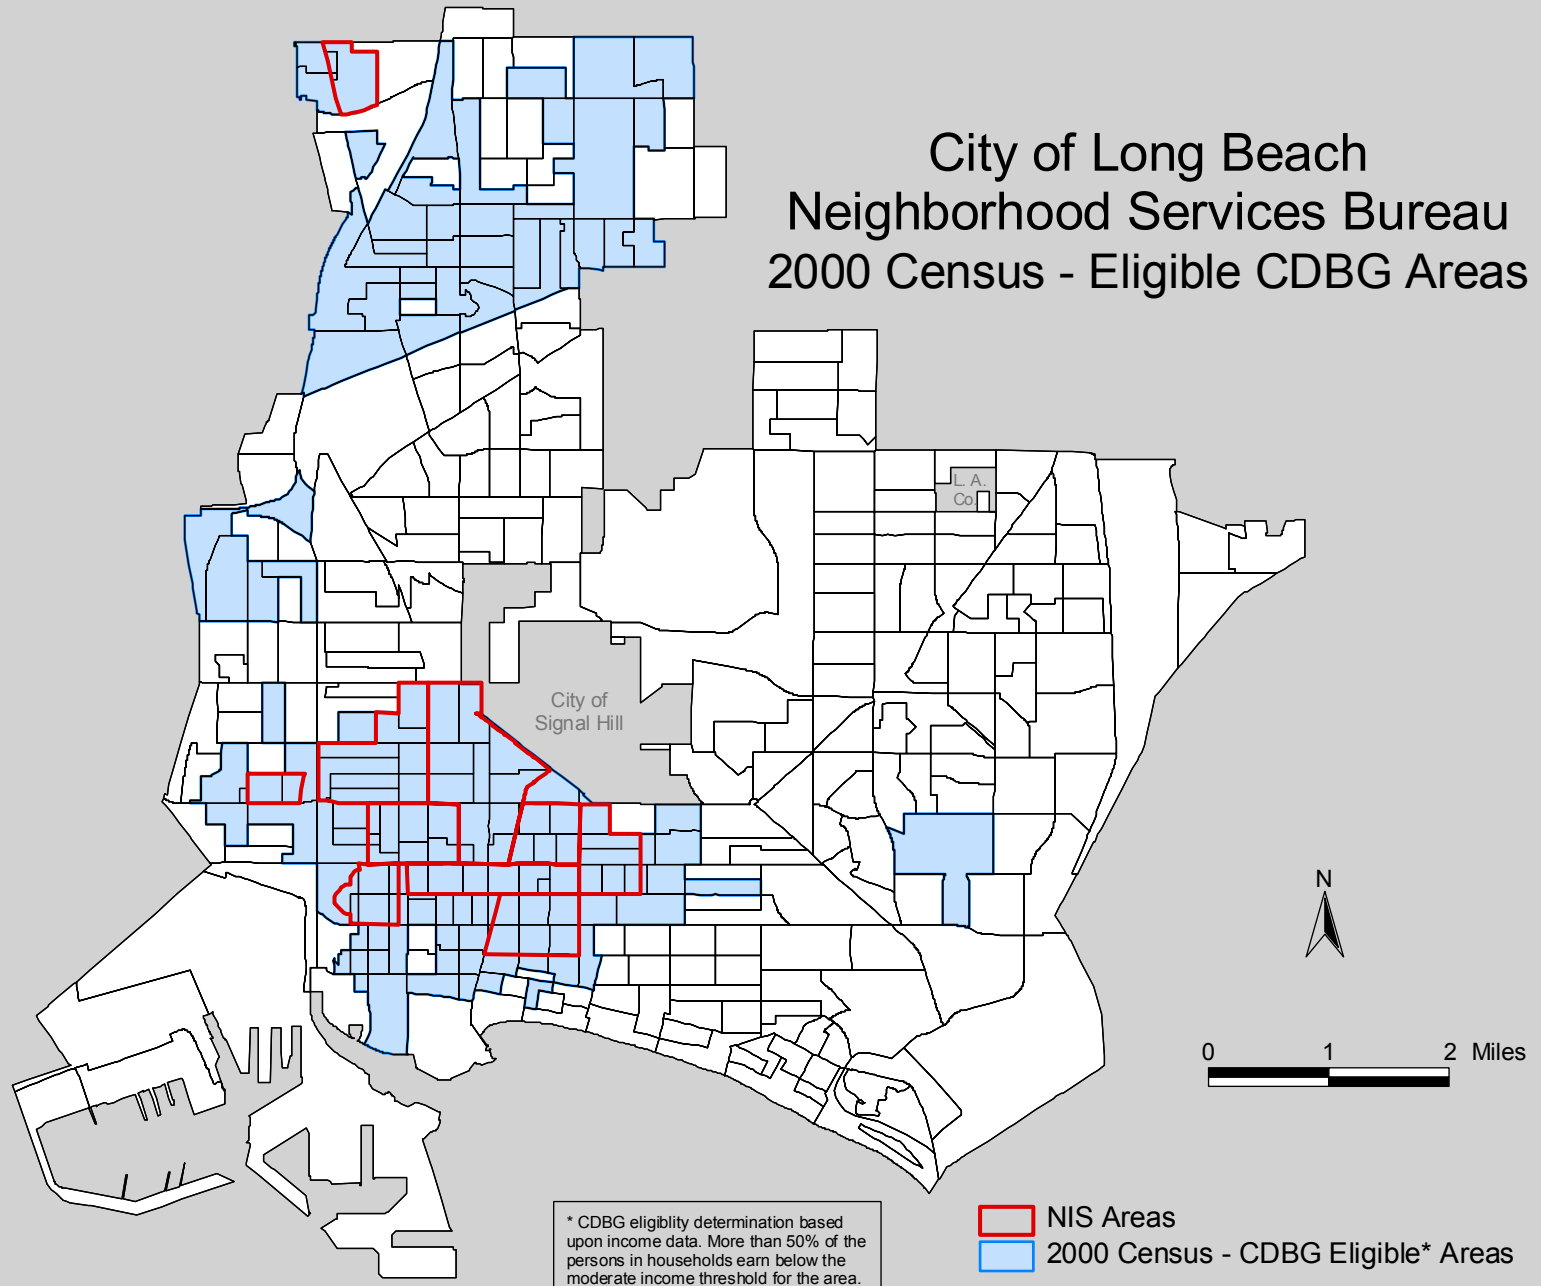 City of Long Beach
Neighborhood Services Bureau
2000 Census - Eligible CDBG Areas
L. A.
Co.
City of
Signal Hill
N
0 1 2 Miles
* CDBG eligiblity determination based
upon income data. More than 50% of the
persons in households earn below the
moderate income threshold for the area.
NIS Areas
2000 Census - CDBG Eligible* Areas